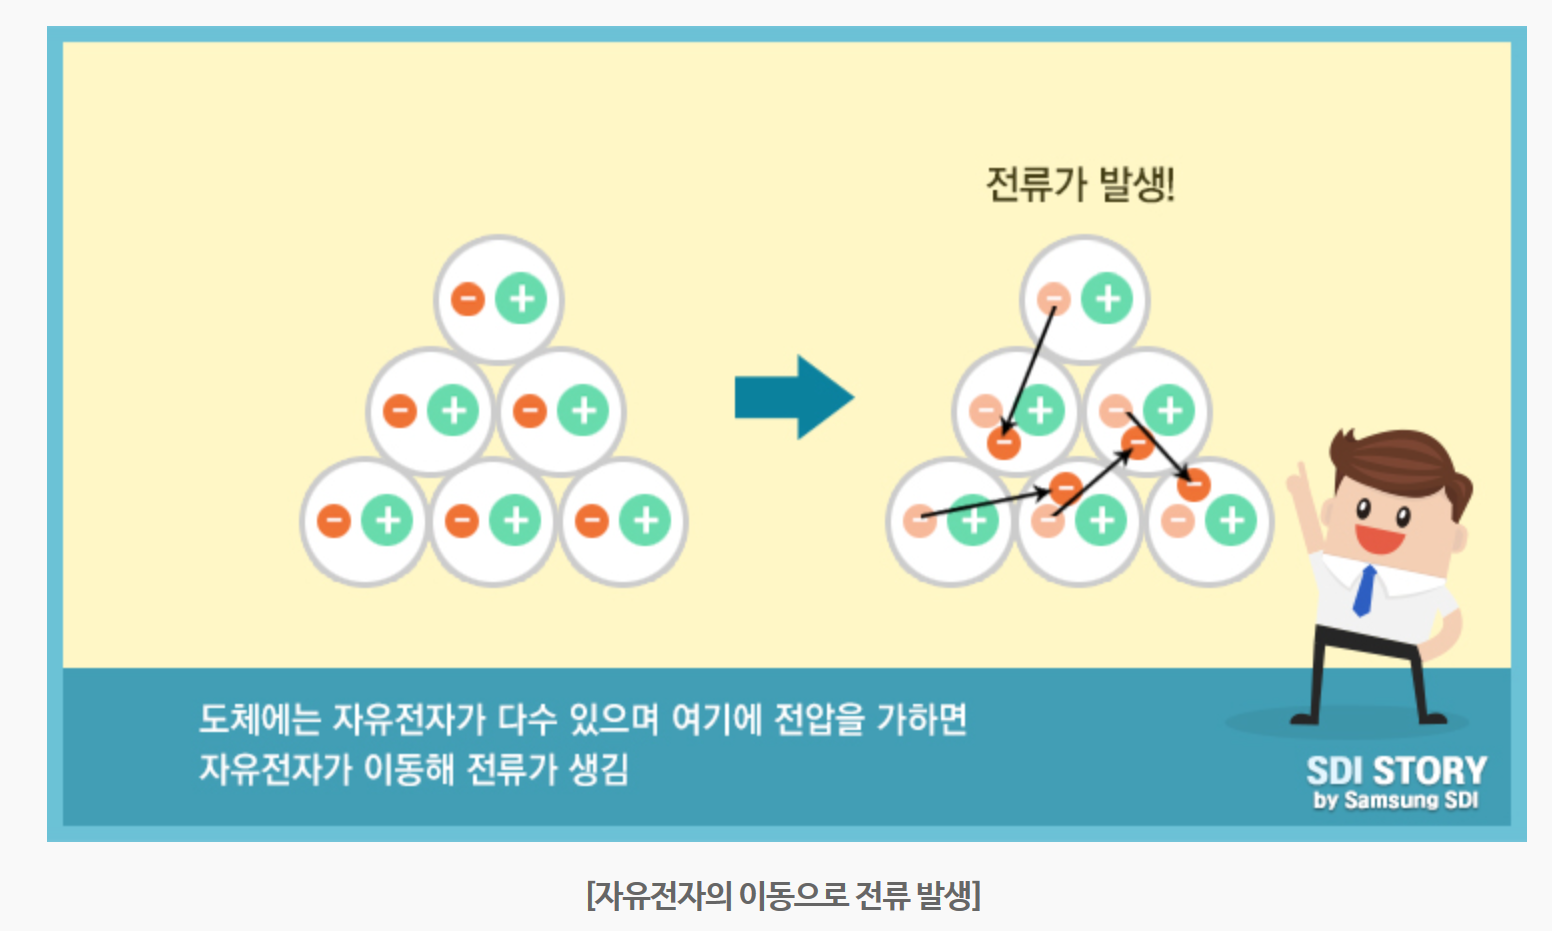 전류가 발생!
도체에는 자유전자가 다수 있으며 여기에 전압을 가하면
자유전자가 이동해 전류가 생김
SDI STORY
by Samsung SDI
[자유전자의 이동으로 전류 발생]